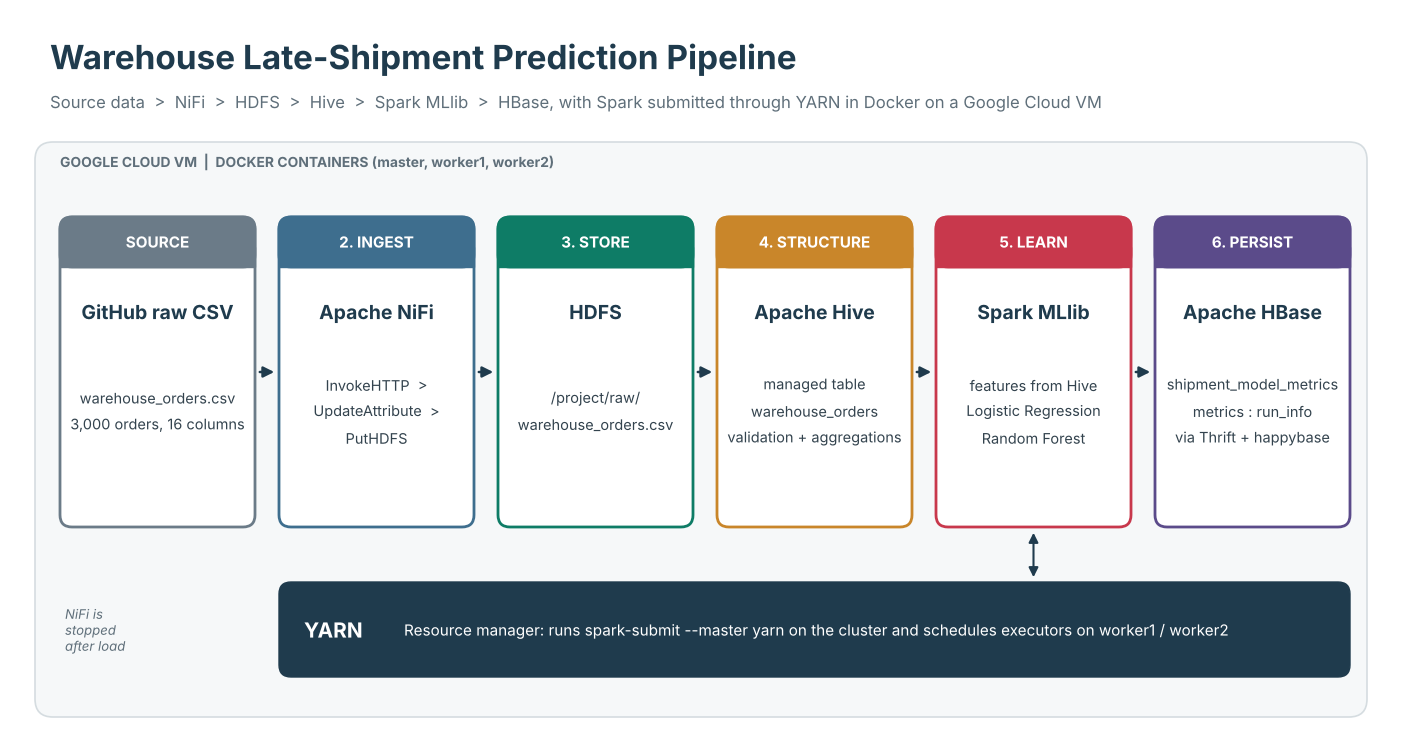 Warehouse Late-Shipment Prediction Pipeline
Source data > NiFi > HDFS > Hive > Spark MLlib > HBase, with Spark submitted through YARN in Docker on a Google Cloud VM
GOOGLE CLOUD VM | DOCKER CONTAINERS (master, worker1, worker2)
SOURCE
GitHub raw CSV
warehouse_orders.csv
3,000 orders, 16 columns
2. INGEST
Apache NiFi
InvokeHTTP >
UpdateAttribute >
PutHDFS
3. STORE
HDFS
/project/raw/
warehouse_orders.csv
4. STRUCTURE
Apache Hive
managed table
warehouse_orders
validation + aggregations
5. LEARN
Spark MLlib
features from Hive
Logistic Regression
Random Forest
6. PERSIST
Apache HBase
shipment_model_metrics
metrics : run_info
via Thrift + happybase
NiFi is
stopped
after load
YARN
Resource manager: runs spark-submit --master yarn on the cluster and schedules executors on worker1 / worker2